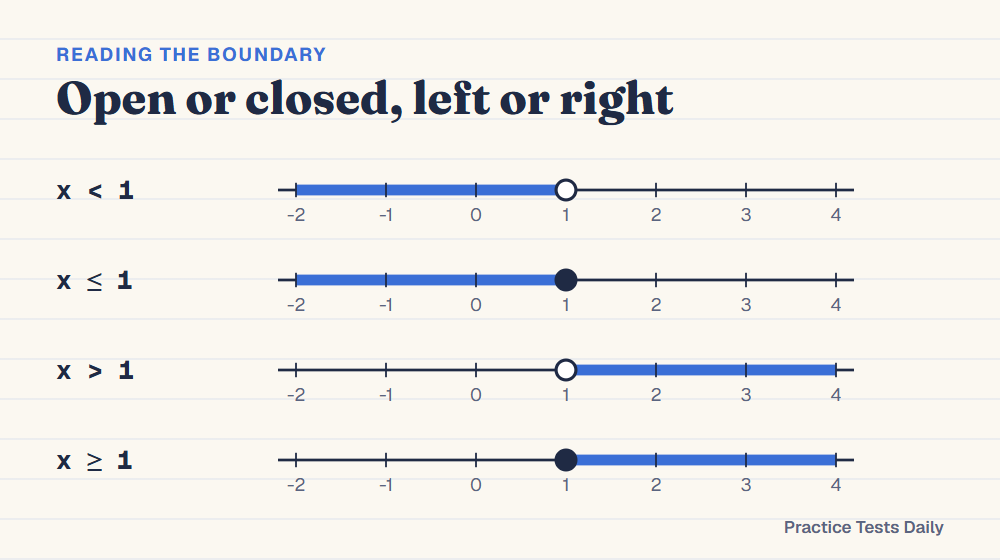 READING THE BOUNDARY
Open or closed, left or right
x < 1
-2 -1 0 1 2 3 4
x ≤ 1
-2 -1 0 1 2 3 4
x > 1
-2 -1 0 1 2 3 4
x ≥ 1
-2 -1 0 1 2 3 4
Practice Tests Daily